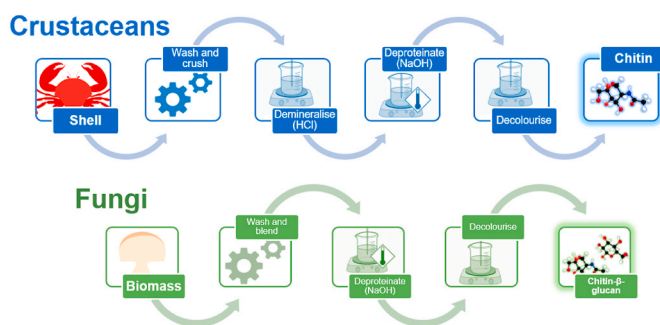 Crustaceans
Wash and
crush
Deproteinate
(NaOH)
Chitin
Shell
Demineralise
(HCl)
Decolourise
Fungi
Wash and
blend
Decolourise
Biomass
Deproteinate
(NaOH)
Chitin-β-
glucan